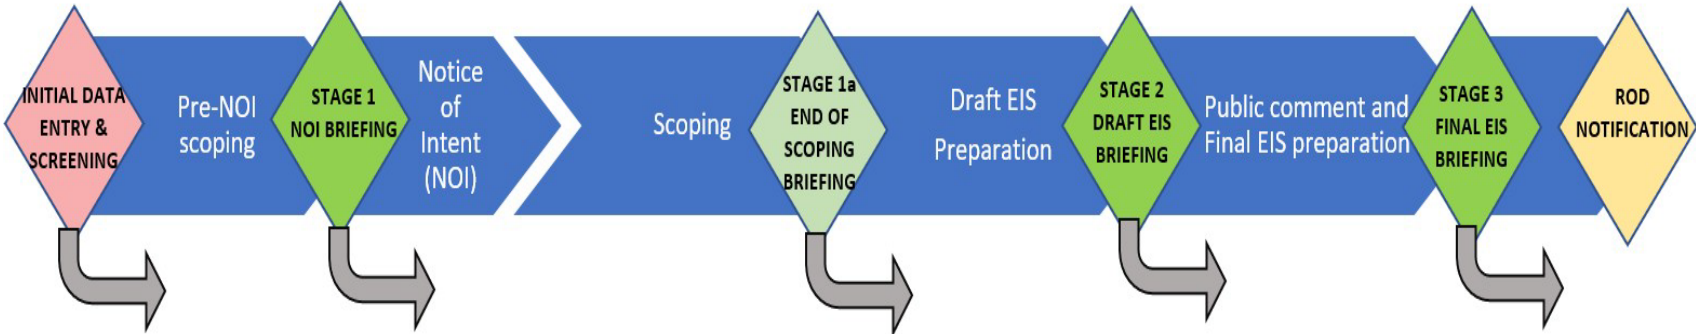 INITIAL DATA
ENTRY &
SCREENING
Pre-NOI
scoping
STAGE 1
NOI BRIEFING
Notice
of
Intent
(NOI)
Scoping
STAGE 1a
END OF
SCOPING
BRIEFING
Draft EIS
Preparation
STAGE 2
DRAFT EIS
BRIEFING
Public comment and
Final EIS preparation
STAGE 3
FINAL EIS
BRIEFING
ROD
NOTIFICATION